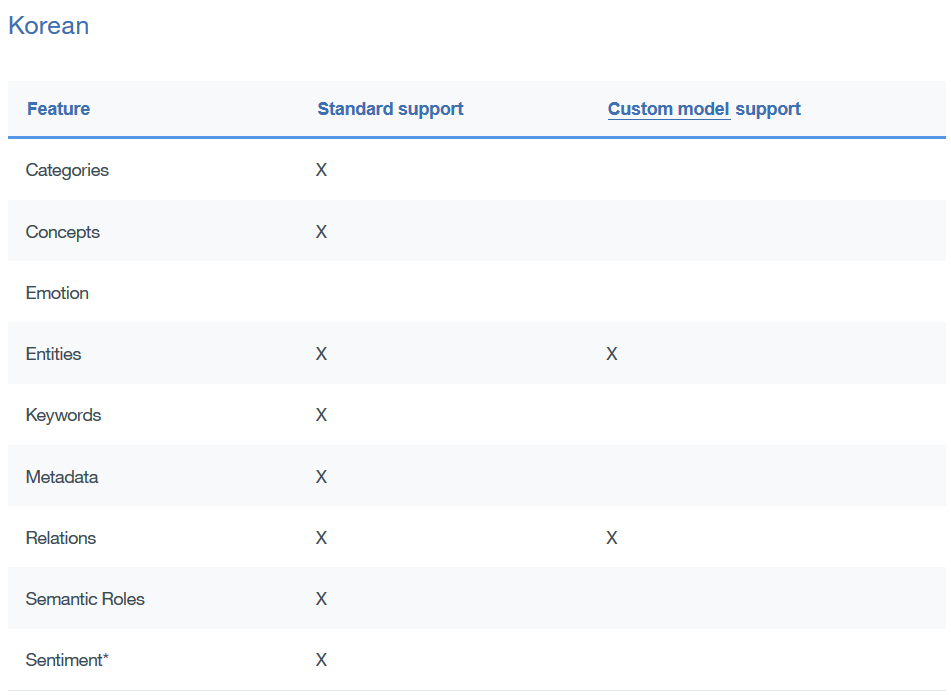 Korean
Feature Standard support Custom model support
Categories X
Concepts X
Emotion
Entities X X
Keywords X
Metadata X
Relations X X
Semantic Roles X
Sentiment* X